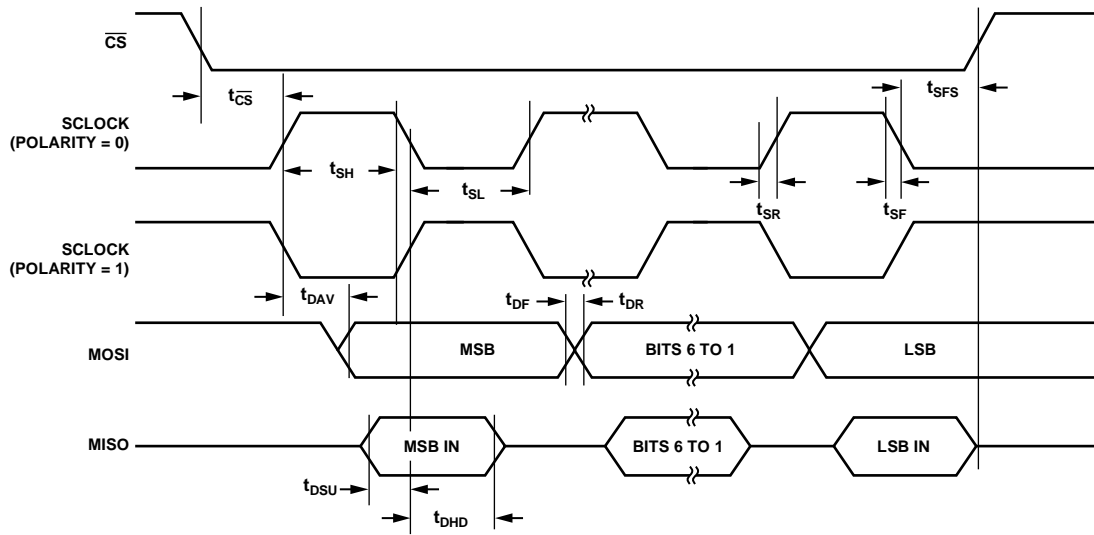 CS
tCS
tSFS
SCLOCK
(POLARITY = 0)
tSH
tSL
tSR
tSF
SCLOCK
(POLARITY = 1)
tDAV
tDF
tDR
MOSI
MSB
BITS 6 TO 1
LSB
MISO
MSB IN
BITS 6 TO 1
LSB IN
tDSU
tDHD